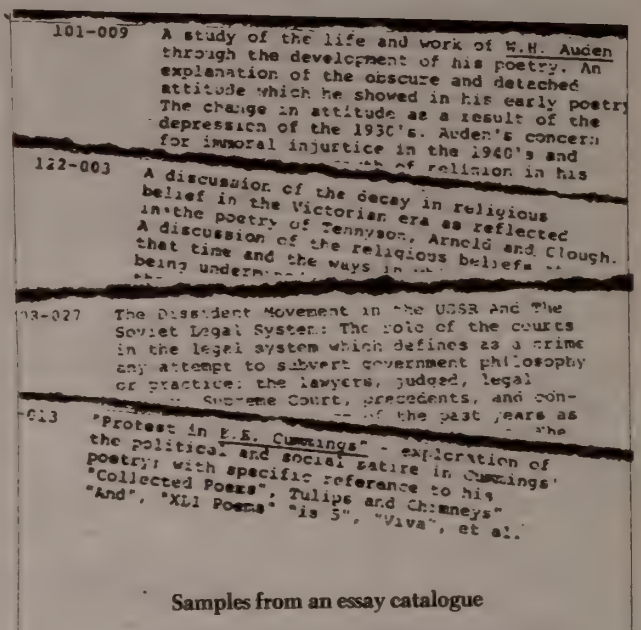 101-009 A study of the life and work of W.H. Auden
through the development of his poetry. An
explanation of the obscure and detached
attitude which he showed in his early poetry
The change in attitude as a result of the
depression of the 1930's. Auden's concern
for immoral injurtice in the 1940's and
of religion in his
122-003 A discussion of the decay in religious
belief in the Victorian era as reflected
in the poetry of Tennyson, Arnold and Clough.
A discussion of the religious beliefs
that time and the ways in
being
-027 The Dissident Movement in the USSR And The
Soviet Legal System: The role of the courts
in the legal system which defines as a crime
any attempt to subvert government philosophy
or practice; the lawyers, judged, legal
Supreme Court, precedents, and con-
of the past years as
The
-013 "Protest in E.E. Cummings" - exploration of
the political and social satire in Cummings'
poetry; with specific reference to his
"Collected Poems", Tulips and Chimneys"
"And", "XLI Poems" "is 5", "Viva", et al.
Samples from an essay catalogue